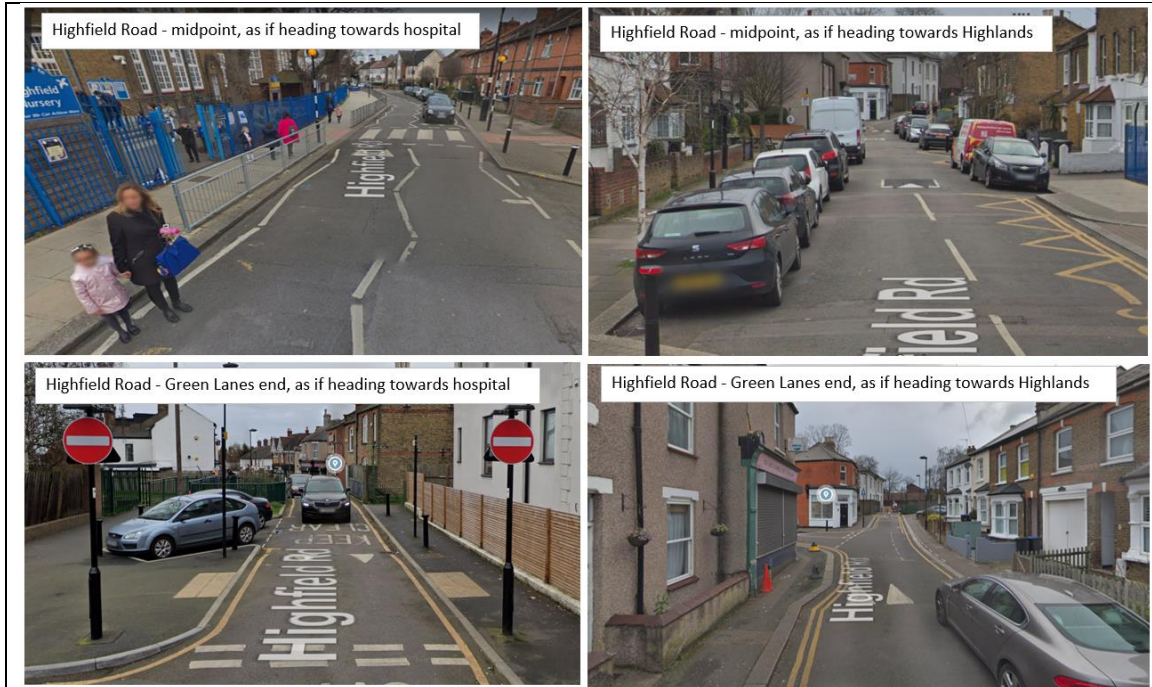 Highfield Road - midpoint, as if heading towards hospital
ghfield
Nursery
Highfield Rd
Highfield Road - midpoint, as if heading towards Highlands
field Rd
Highfield Road - Green Lanes end, as if heading towards hospital
Highfield Rd
Highfield Road - Green Lanes end, as if heading towards Highlands
Highfield Rd